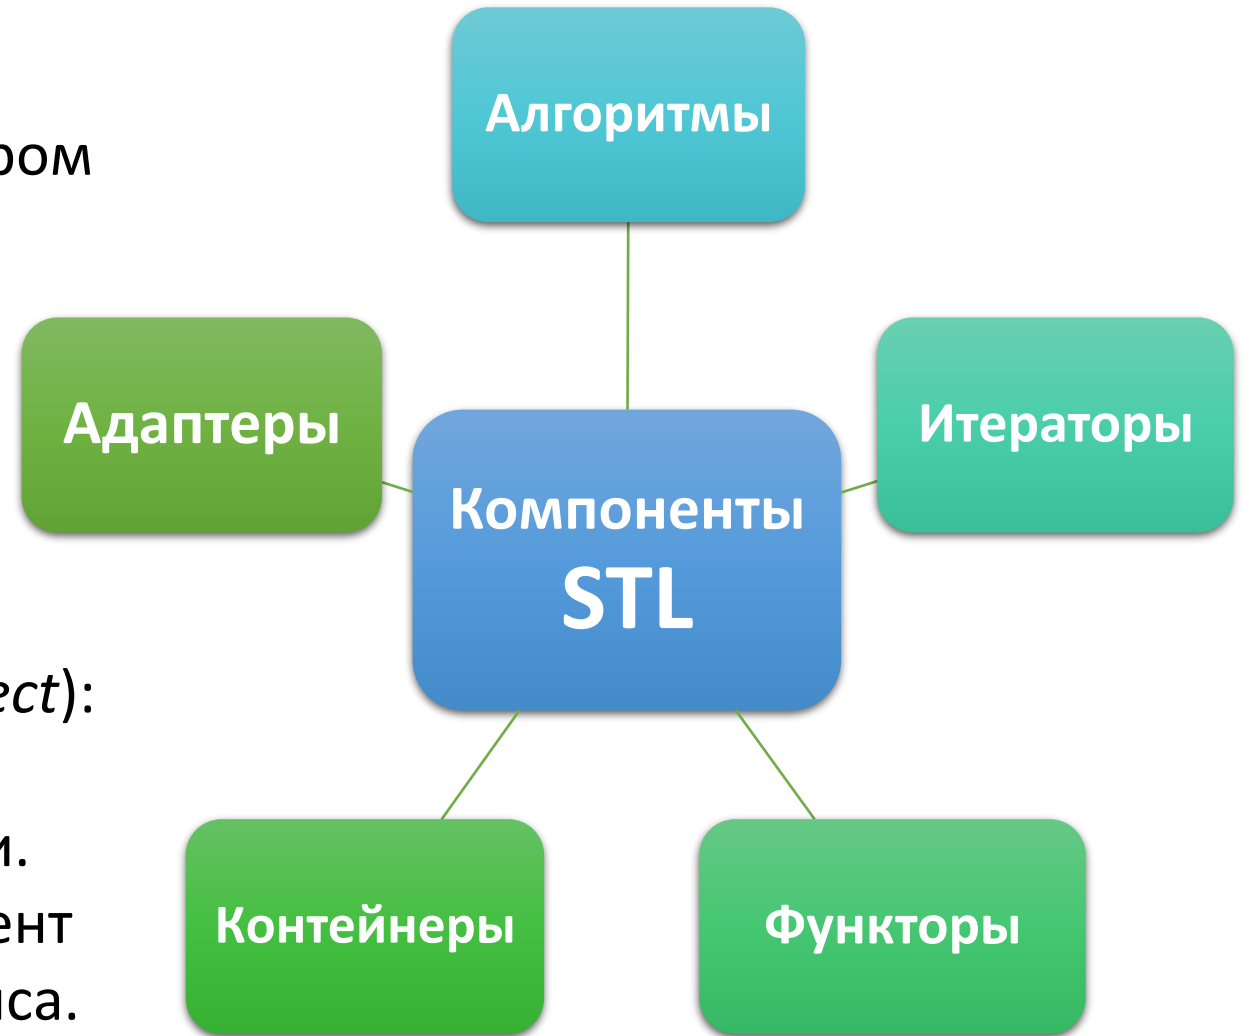 Алгоритмы
ром
Адаптеры
Итераторы
Компоненты
STL
ect):
и.
ент
Контейнеры
Функторы
са.